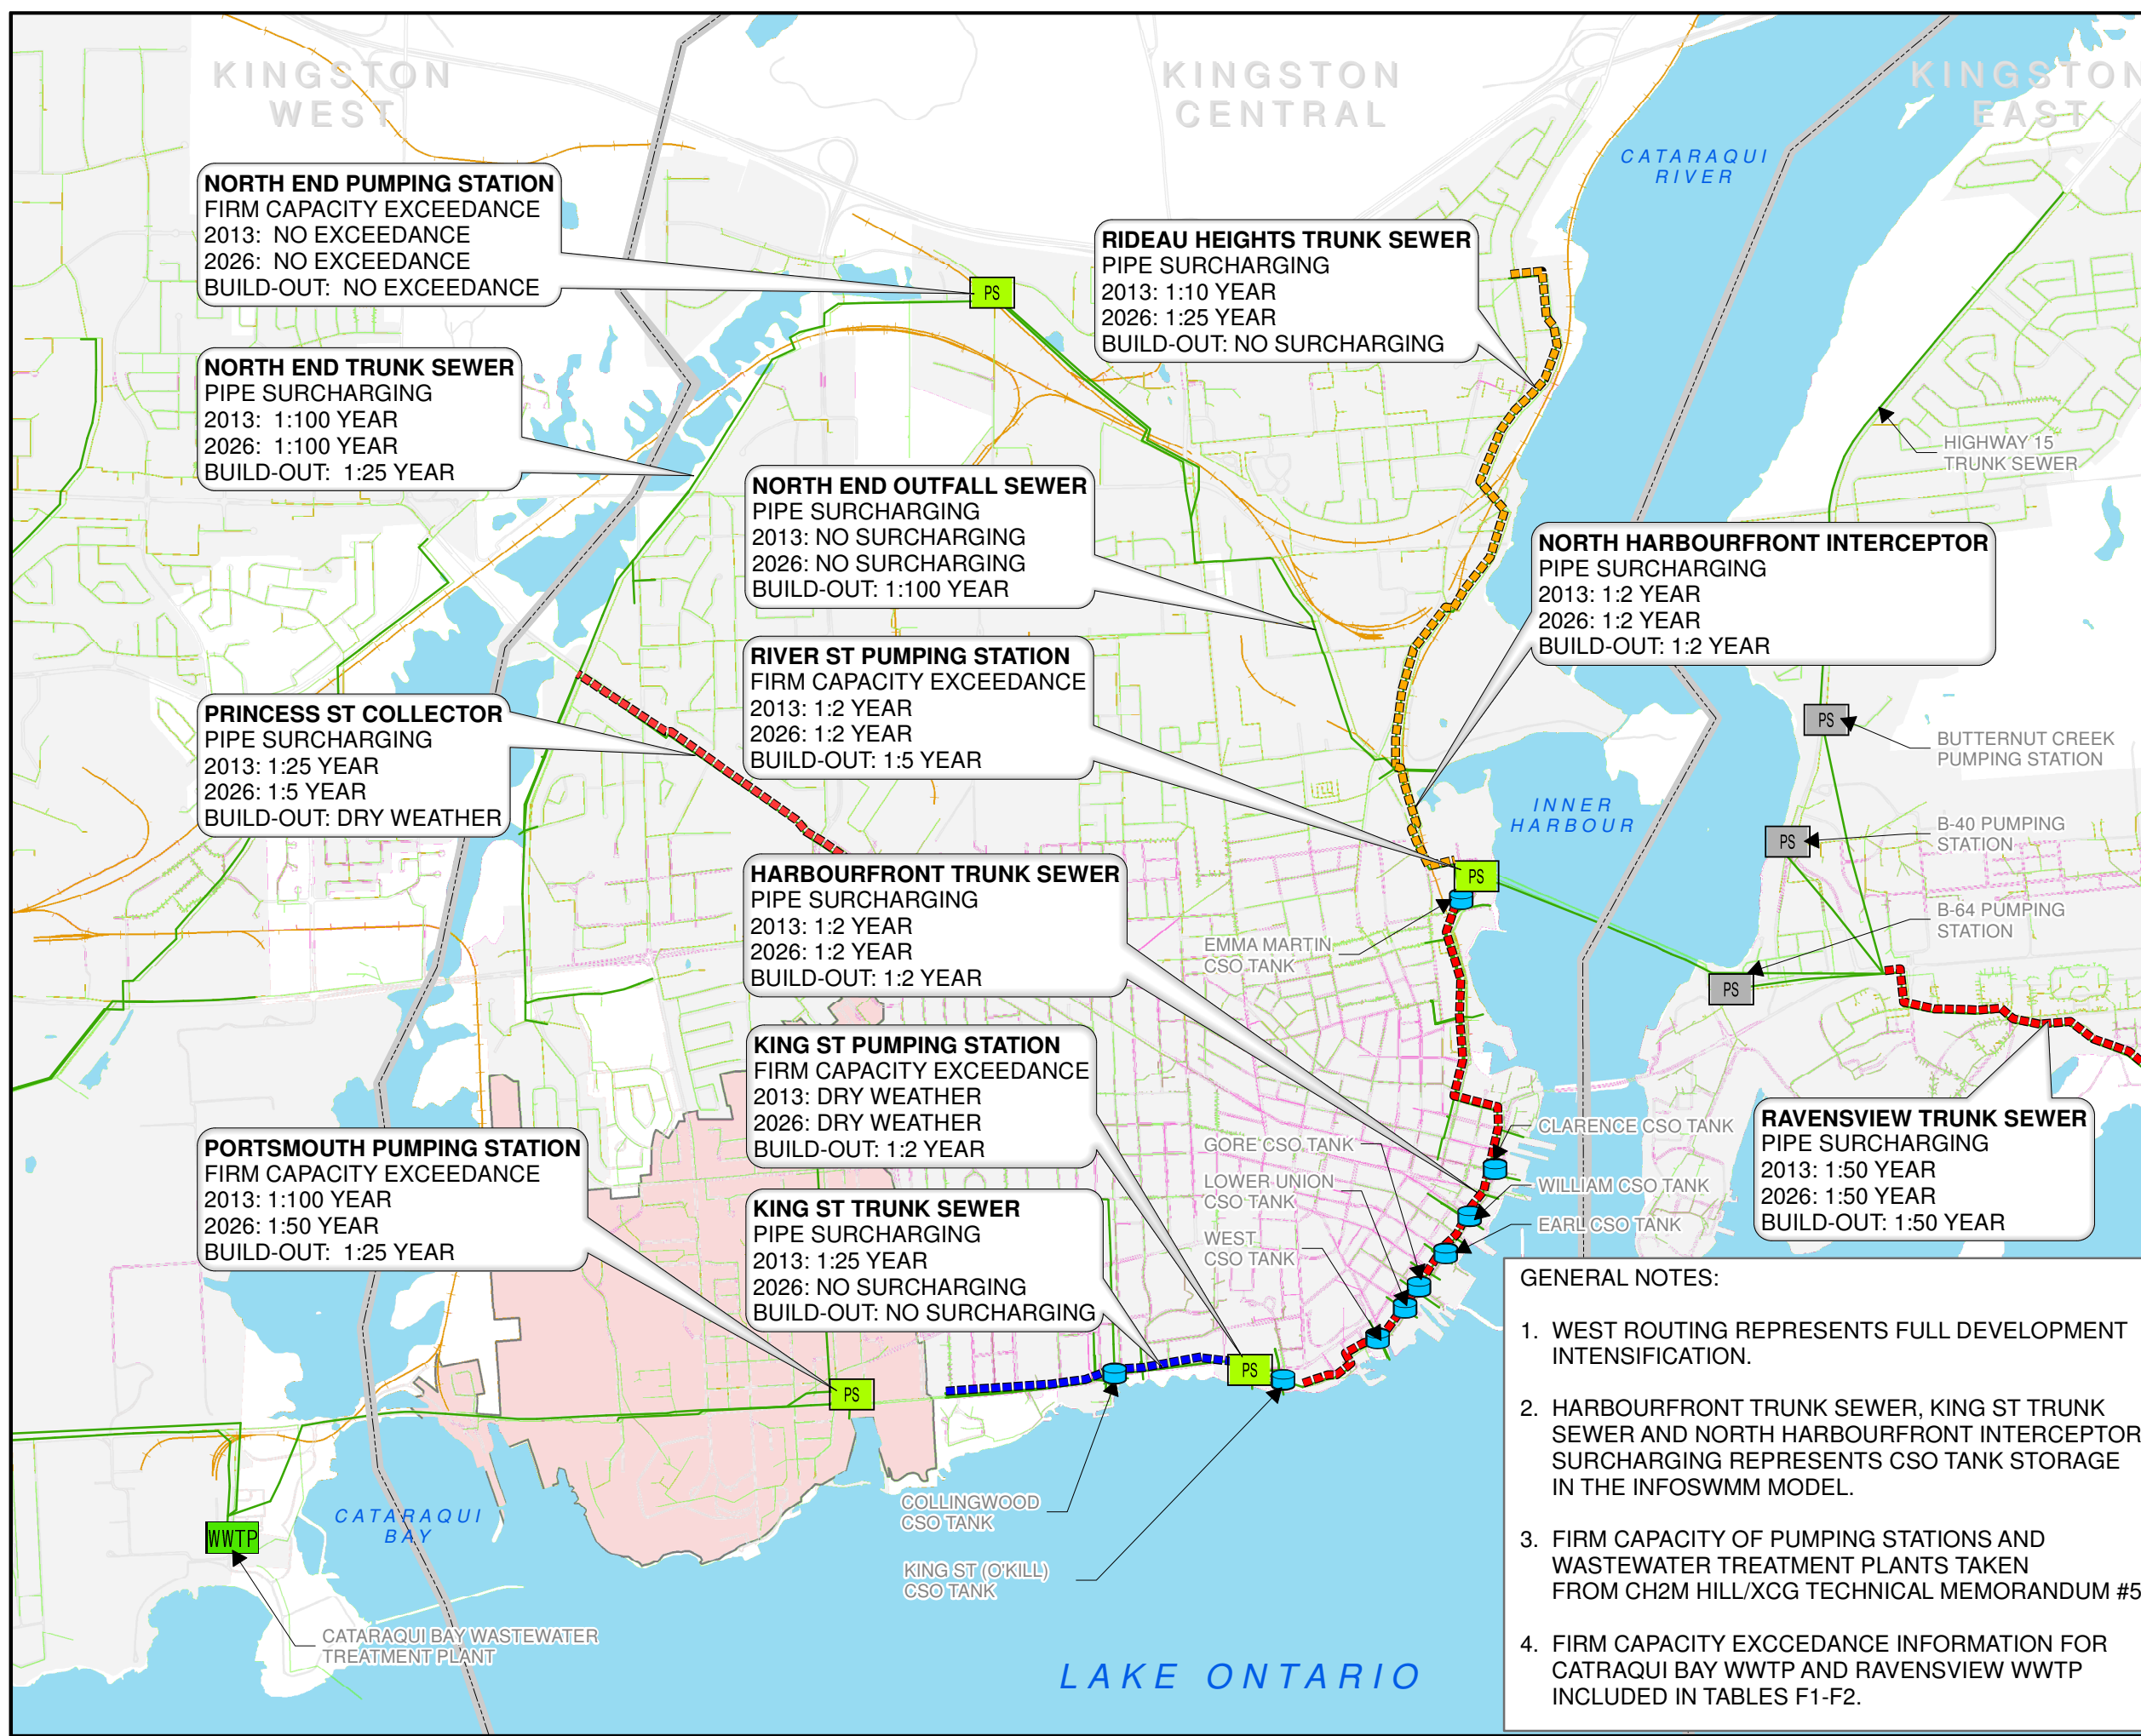 KINGSTON
WEST
KINGSTON
CENTRAL
KINGSTON
EAST
CATARAQUI
RIVER
NORTH END PUMPING STATION
FIRM CAPACITY EXCEEDANCE
2013: NO EXCEEDANCE
2026: NO EXCEEDANCE
BUILD-OUT: NO EXCEEDANCE
RIDEAU HEIGHTS TRUNK SEWER
PIPE SURCHARGING
2013: 1:10 YEAR
2026: 1:25 YEAR
BUILD-OUT: NO SURCHARGING
PS
NORTH END TRUNK SEWER
PIPE SURCHARGING
2013: 1:100 YEAR
2026: 1:100 YEAR
BUILD-OUT: 1:25 YEAR
HIGHWAY 15
TRUNK SEWER
NORTH END OUTFALL SEWER
PIPE SURCHARGING
2013: NO SURCHARGING
2026: NO SURCHARGING
BUILD-OUT: 1:100 YEAR
NORTH HARBOURFRONT INTERCEPTOR
PIPE SURCHARGING
2013: 1:2 YEAR
2026: 1:2 YEAR
BUILD-OUT: 1:2 YEAR
RIVER ST PUMPING STATION
FIRM CAPACITY EXCEEDANCE
2013: 1:2 YEAR
2026: 1:2 YEAR
BUILD-OUT: 1:5 YEAR
PRINCESS ST COLLECTOR
PIPE SURCHARGING
2013: 1:25 YEAR
2026: 1:5 YEAR
BUILD-OUT: DRY WEATHER
PS
BUTTERNUT CREEK
PUMPING STATION
INNER
HARBOUR
PS
B-40 PUMPING
STATION
HARBOURFRONT TRUNK SEWER
PIPE SURCHARGING
2013: 1:2 YEAR
2026: 1:2 YEAR
BUILD-OUT: 1:2 YEAR
PS
EMMA MARTIN
CSO TANK
B-64 PUMPING
STATION
PS
KING ST PUMPING STATION
FIRM CAPACITY EXCEEDANCE
2013: DRY WEATHER
2026: DRY WEATHER
BUILD-OUT: 1:2 YEAR
PORTSMOUTH PUMPING STATION
FIRM CAPACITY EXCEEDANCE
2013: 1:100 YEAR
2026: 1:50 YEAR
BUILD-OUT: 1:25 YEAR
GORE CSO TANK
LOWER UNION
CSO TANK
WEST
CSO TANK
CLARENCE CSO TANK
WILLIAM CSO TANK
EARL CSO TANK
RAVENSVIEW TRUNK SEWER
PIPE SURCHARGING
2013: 1:50 YEAR
2026: 1:50 YEAR
BUILD-OUT: 1:50 YEAR
KING ST TRUNK SEWER
PIPE SURCHARGING
2013: 1:25 YEAR
2026: NO SURCHARGING
BUILD-OUT: NO SURCHARGING
PS
PS
COLLINGWOOD
CSO TANK
KING ST (O'KILL)
CSO TANK
CATARAQUI
BAY
WWTP
CATARAQUI BAY WASTEWATER
TREATMENT PLANT
LAKE ONTARIO
GENERAL NOTES:
1. WEST ROUTING REPRESENTS FULL DEVELOPMENT
INTENSIFICATION.
2. HARBOURFRONT TRUNK SEWER, KING ST TRUNK
SEWER AND NORTH HARBOURFRONT INTERCEPTOR
SURCHARGING REPRESENTS CSO TANK STORAGE
IN THE INFOSWMM MODEL.
3. FIRM CAPACITY OF PUMPING STATIONS AND
WASTEWATER TREATMENT PLANTS TAKEN
FROM CH2M HILL/XCG TECHNICAL MEMORANDUM #5
4. FIRM CAPACITY EXCCEDANCE INFORMATION FOR
CATRAQUI BAY WWTP AND RAVENSVIEW WWTP
INCLUDED IN TABLES F1-F2.